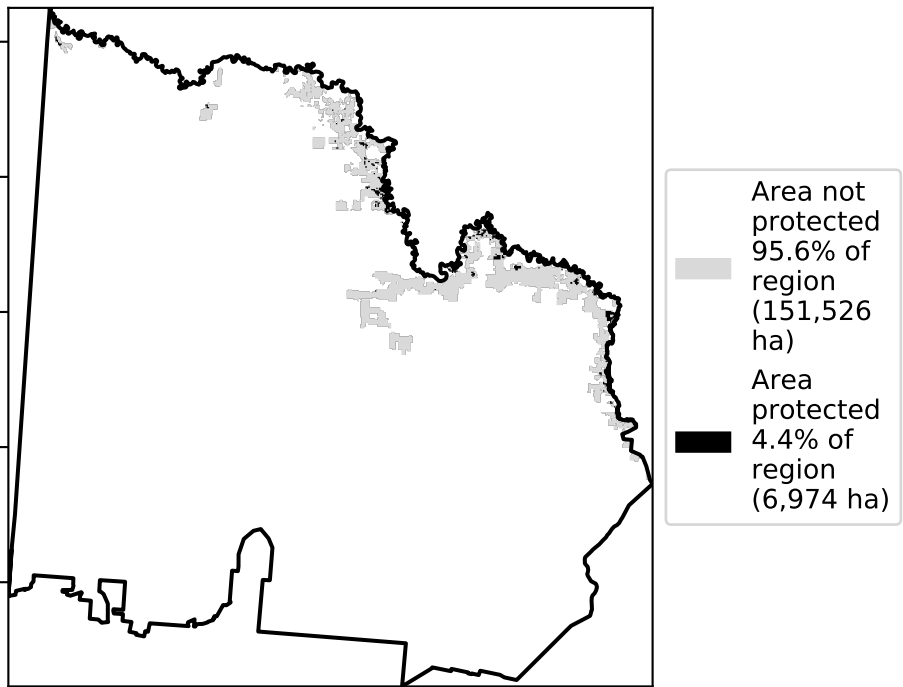 Area not
protected
95.6% of
region
(151,526
ha)
Area
protected
4.4% of
region
(6,974 ha)